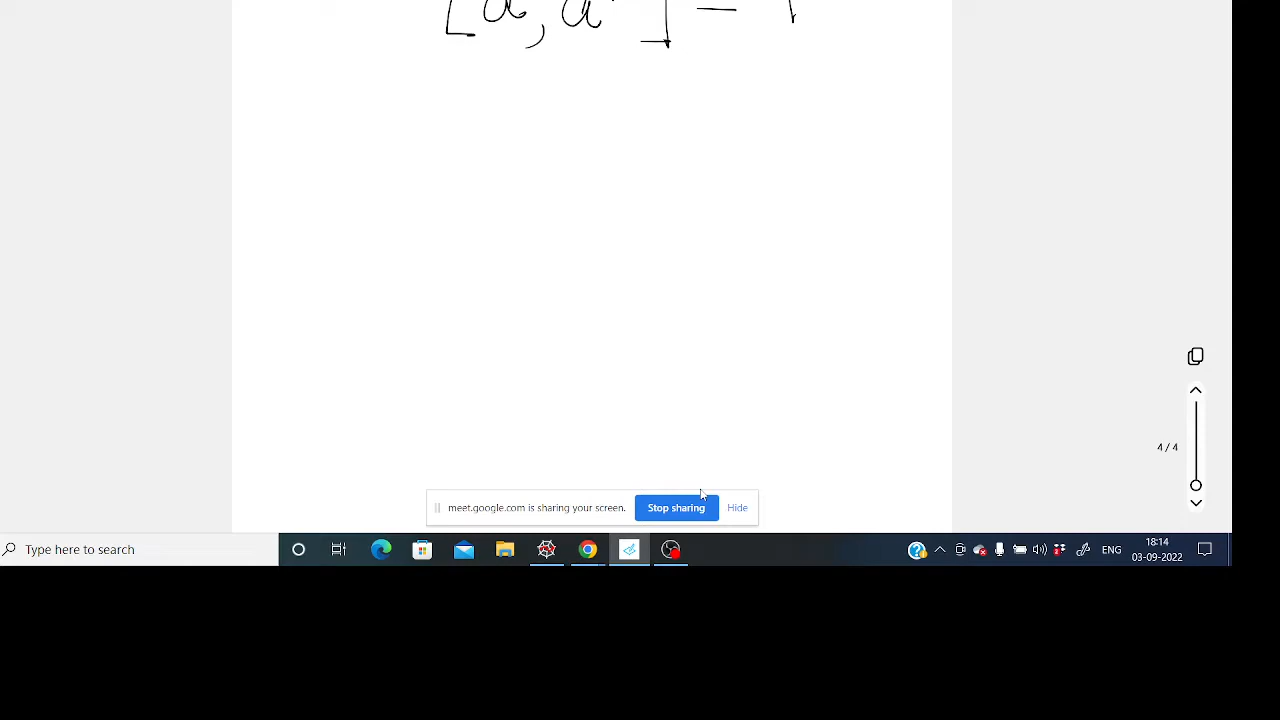 [a, a
] =
4 / 4
meet.google.com is sharing your screen. Stop sharing Hide
Type here to search
ENG
18:14
03-09-2022